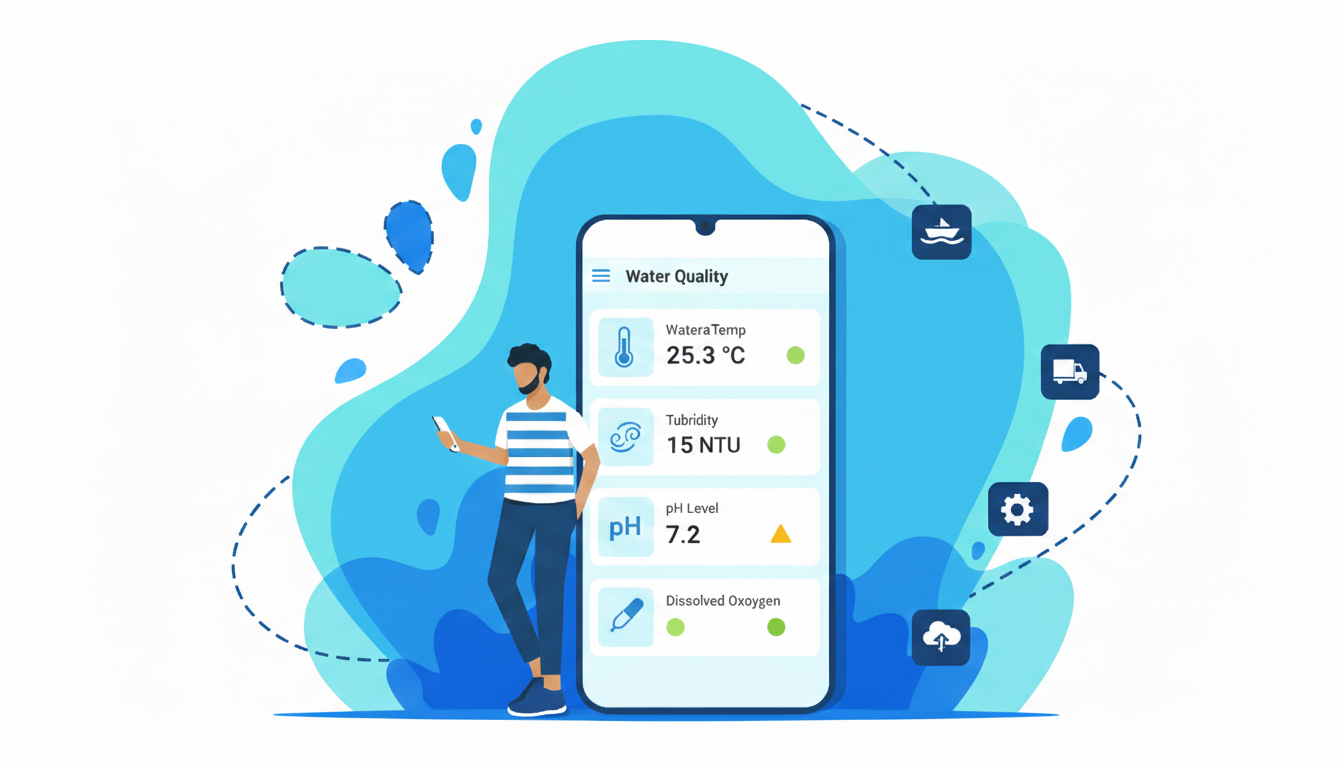 Water Quality
WateraTemp
25.3 °C
Tubridity
15 NTU
pH
pH Level
7.2
Dissolved Oxoygen